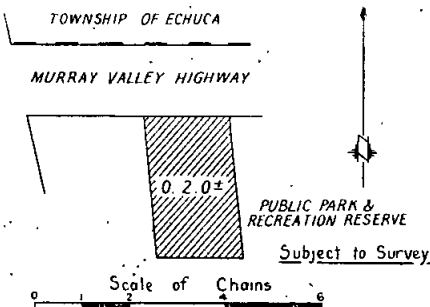 TOWNSHIP OF ECHUCA
MURRAY VALLEY HIGHWAY
0. 2. 0±
PUBLIC PARK &
RECREATION RESERVE
Subject to Survey
Scale of Chains
0 2 4 6